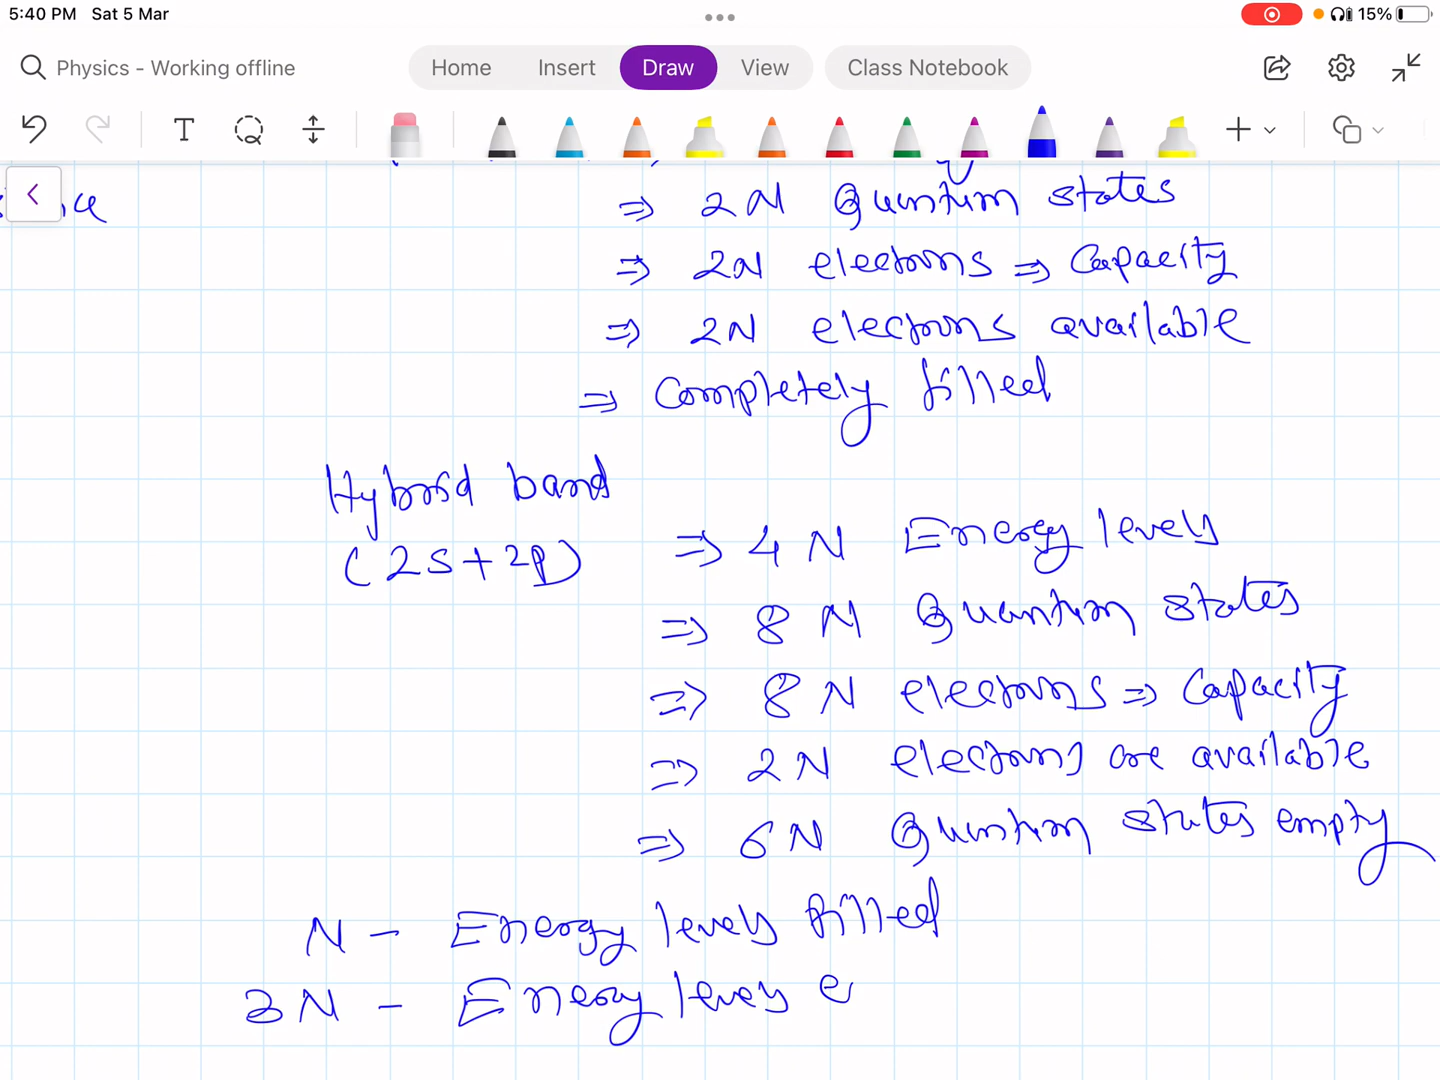 5:40 PM Sat 5 Mar
15%
Physics - Working offline
Home Insert Draw View Class Notebook
T
⇒ 2N Quantum states
⇒ 2N electrons ⇒ Capacity
⇒ 2N electrons available
⇒ Completely filled
Hybrid band
(2s+2p)
⇒ 4N Energy levels
⇒ 8N Quantum states
⇒ 8N electrons ⇒ Capacity
⇒ 2N electrons are available
⇒ 6N Quantum states empty
N - Energy levels filled
3N - Energy levels e